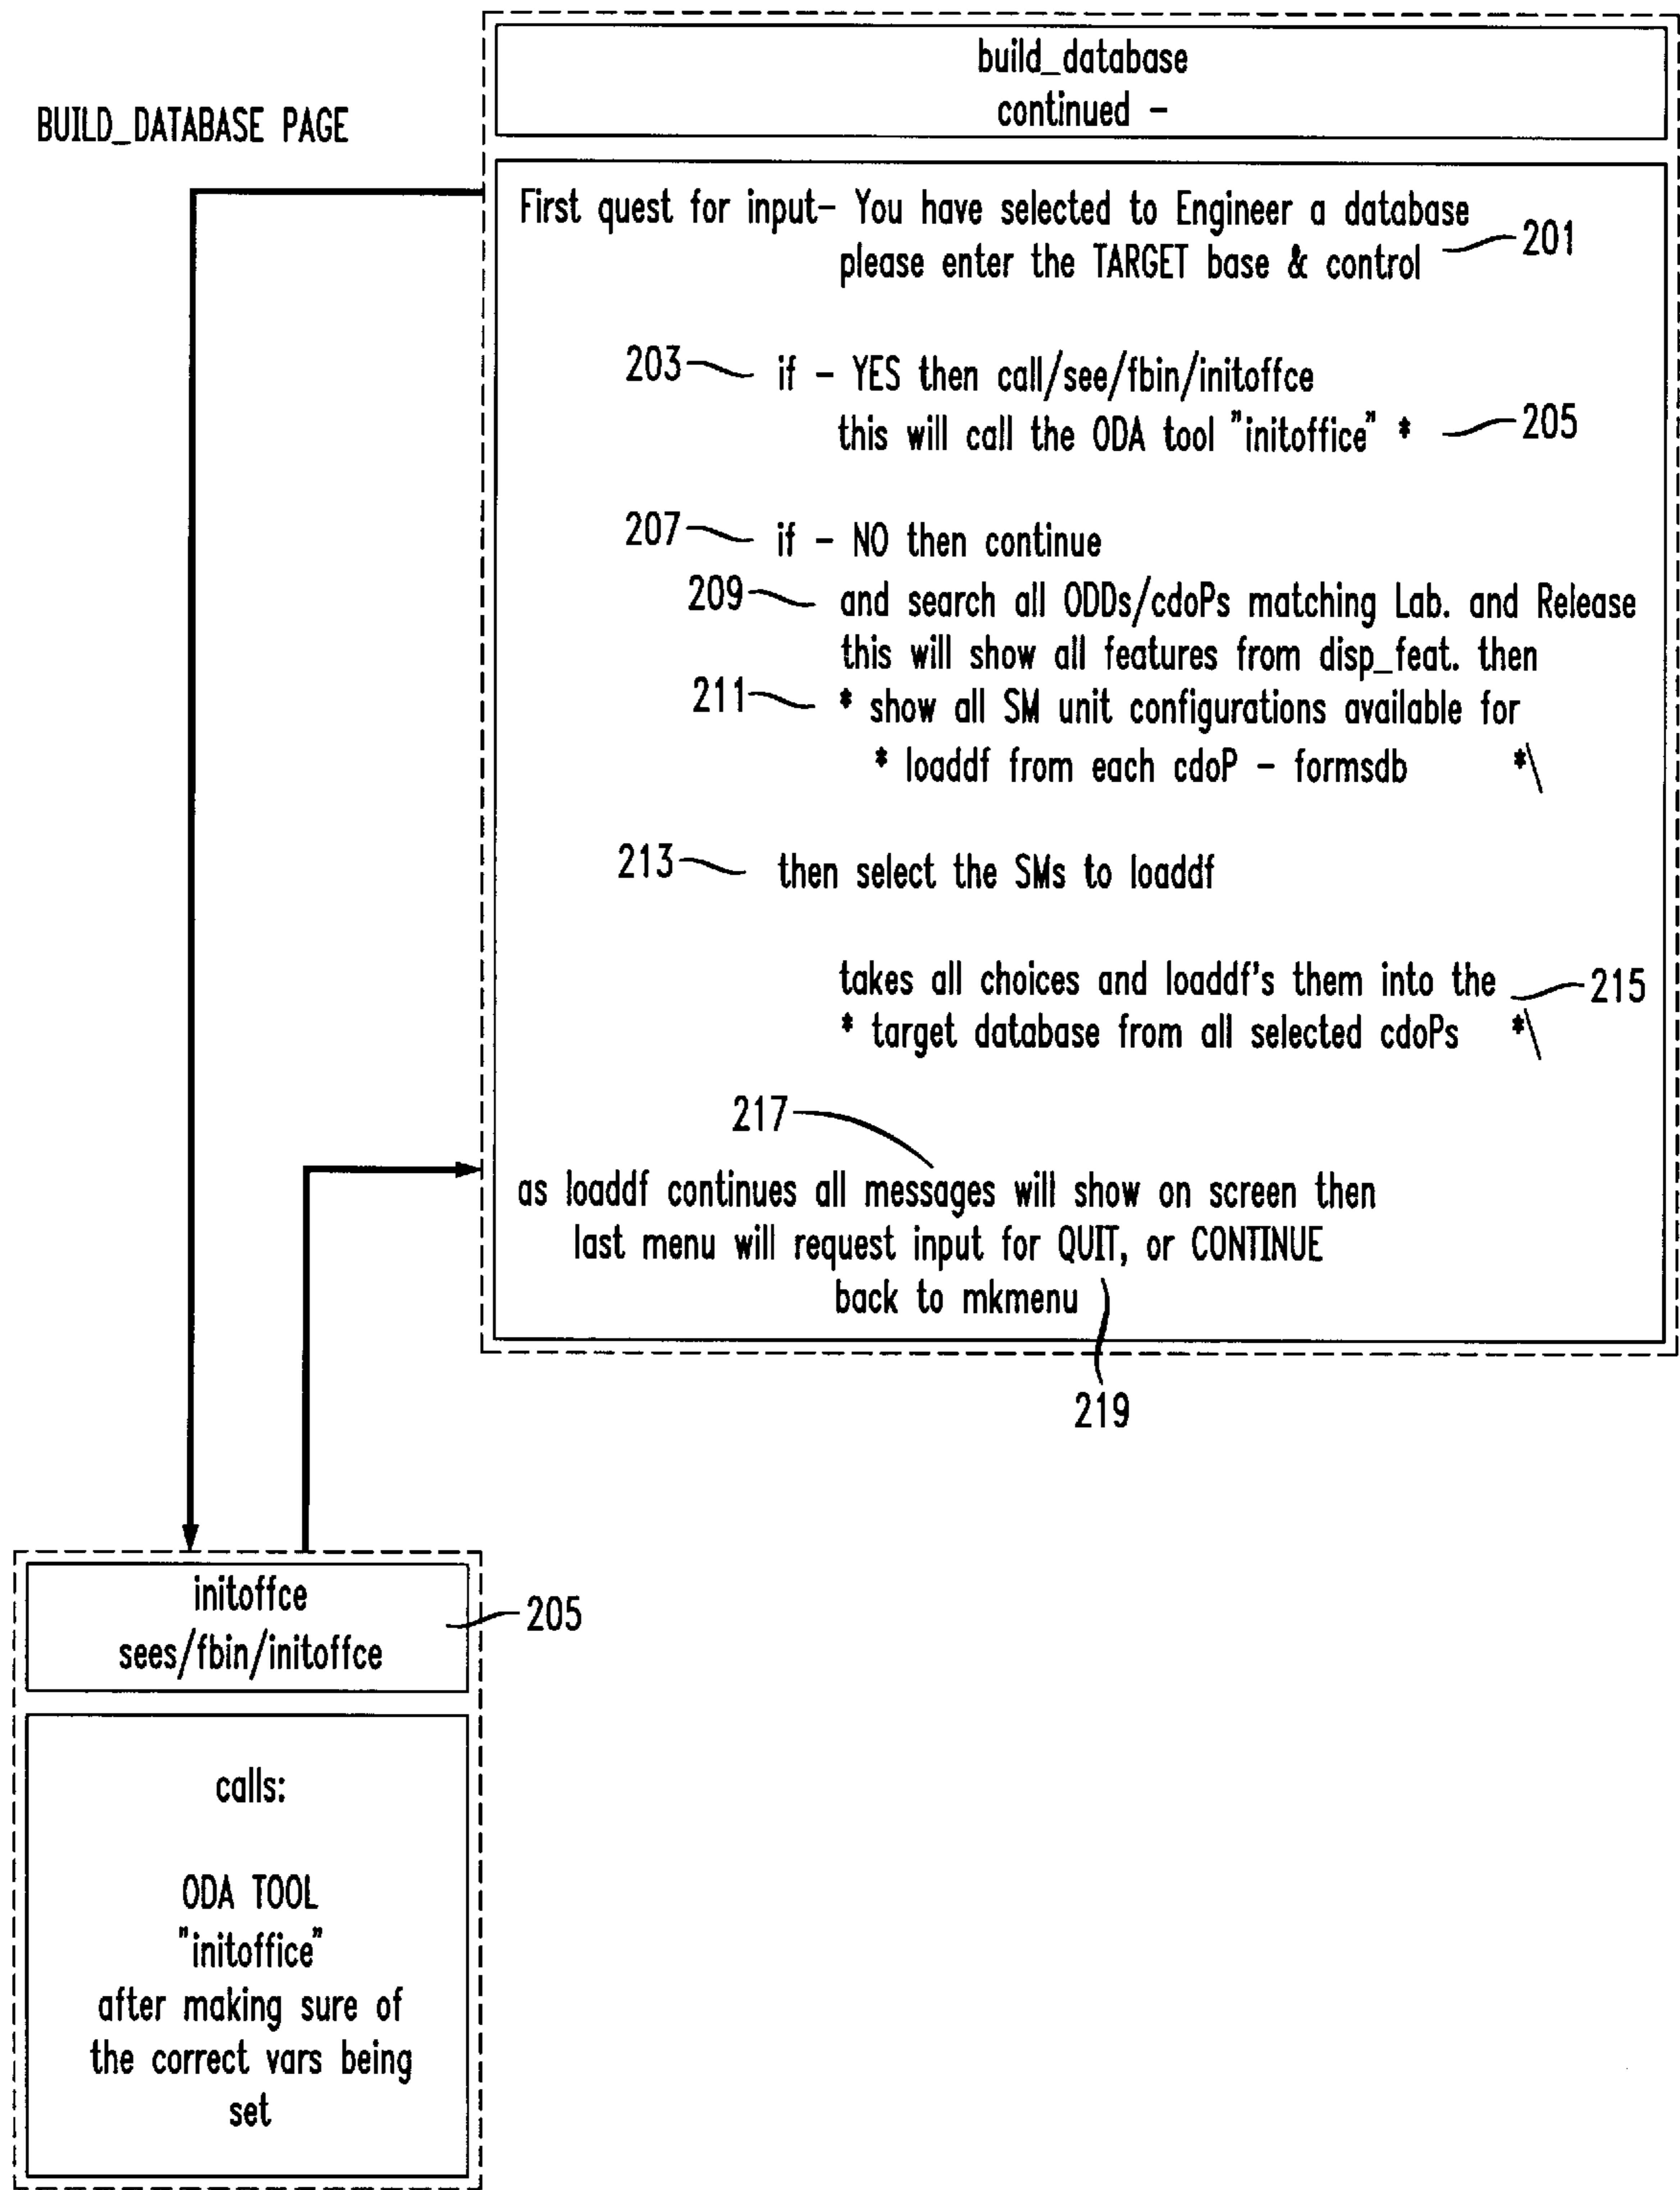 BUILD_DATABASE PAGE
build_database
continued -
First quest for input- You have selected to Engineer a database
please enter the TARGET base & control
201
203
if - YES then call/see/fbin/initoffce
this will call the ODA tool "initoffice" *
205
207
if - NO then continue
209
and search all ODDs/cdoPs matching Lab. and Release
this will show all features from disp_feat. then
211
* show all SM unit configurations available for
* loaddf from each cdoP - formsdb *\
213
then select the SMs to loaddf
takes all choices and loaddf's them into the
215
* target database from all selected cdoPs *\
217
as loaddf continues all messages will show on screen then
last menu will request input for QUIT, or CONTINUE
back to mkmenu
219
initoffce
sees/fbin/initoffce
205
calls:
ODA TOOL
"initoffice"
after making sure of
the correct vars being
set